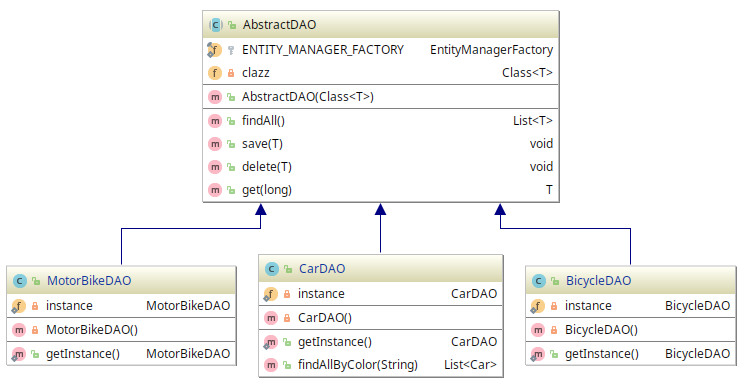 AbstractDAO
ENTITY_MANAGER_FACTORY EntityManagerFactory
clazz Class<T>
AbstractDAO(Class<T>)
findAll() List<T>
save(T) void
delete(T) void
get(long) T
MotorBikeDAO
instance MotorBikeDAO
MotorBikeDAO()
getInstance() MotorBikeDAO
CarDAO
instance CarDAO
CarDAO()
getInstance() CarDAO
findAllByColor(String) List<Car>
BicycleDAO
instance BicycleDAO
BicycleDAO()
getInstance() BicycleDAO